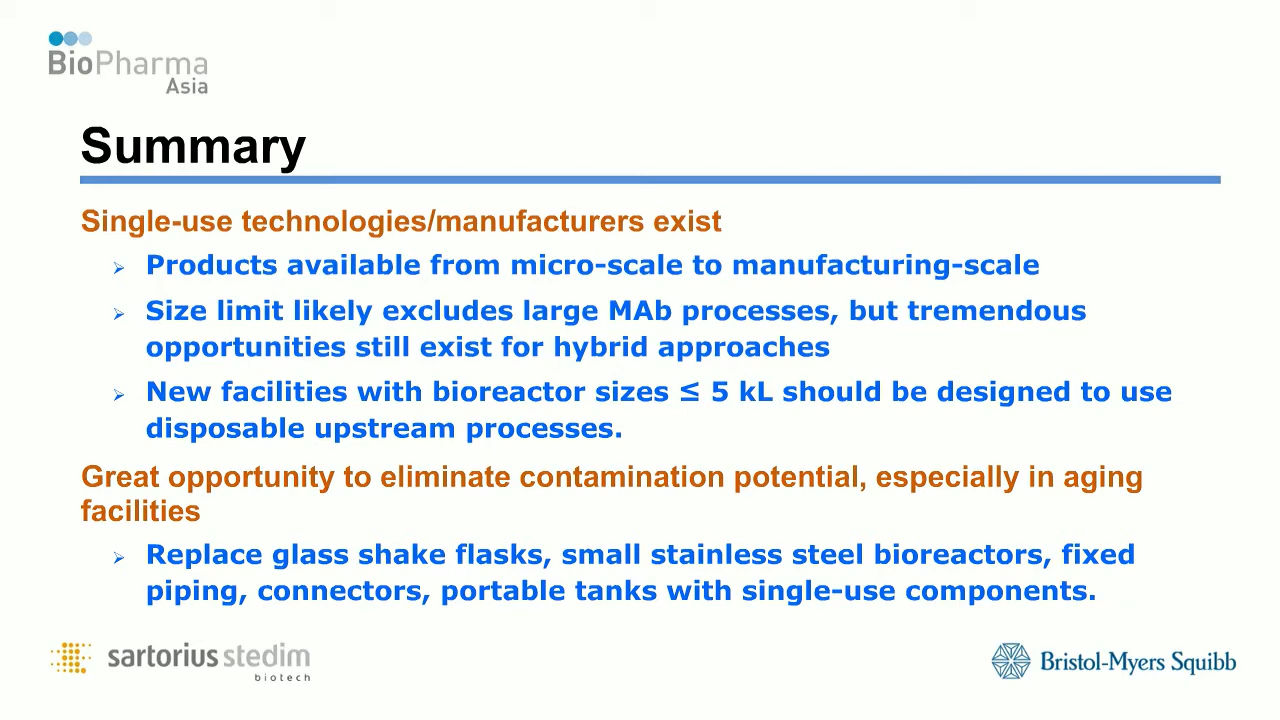 BioPharma
Asia
Summary
Single-use technologies/manufacturers exist
Products available from micro-scale to manufacturing-scale
Size limit likely excludes large MAb processes, but tremendous
opportunities still exist for hybrid approaches
New facilities with bioreactor sizes ≤ 5 kL should be designed to use
disposable upstream processes.
Great opportunity to eliminate contamination potential, especially in aging
facilities
Replace glass shake flasks, small stainless steel bioreactors, fixed
piping, connectors, portable tanks with single-use components.
sartorius stedim
biotech
Bristol-Myers Squibb